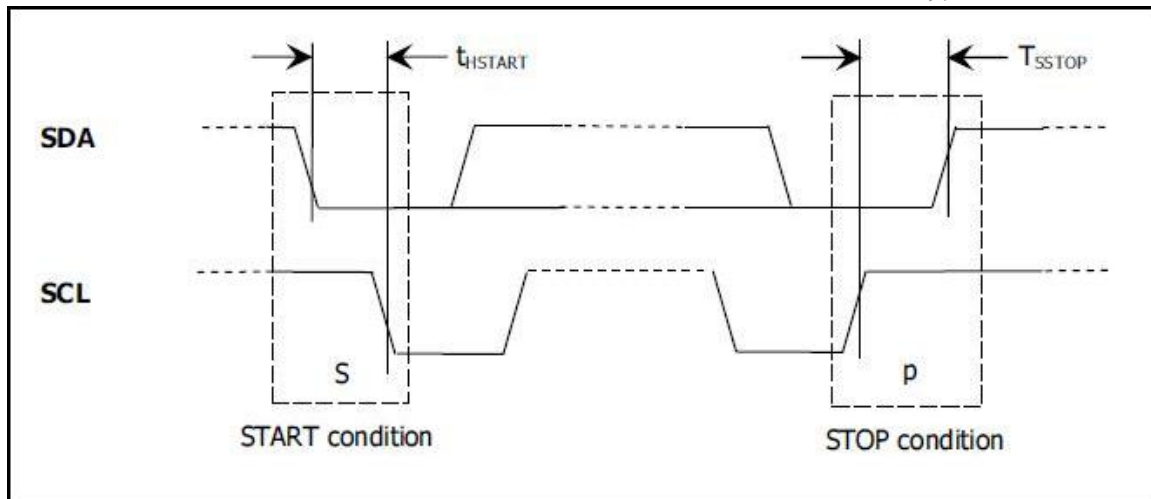 tHSTART
TSSTOP
SDA
SCL
S
p
START condition
STOP condition